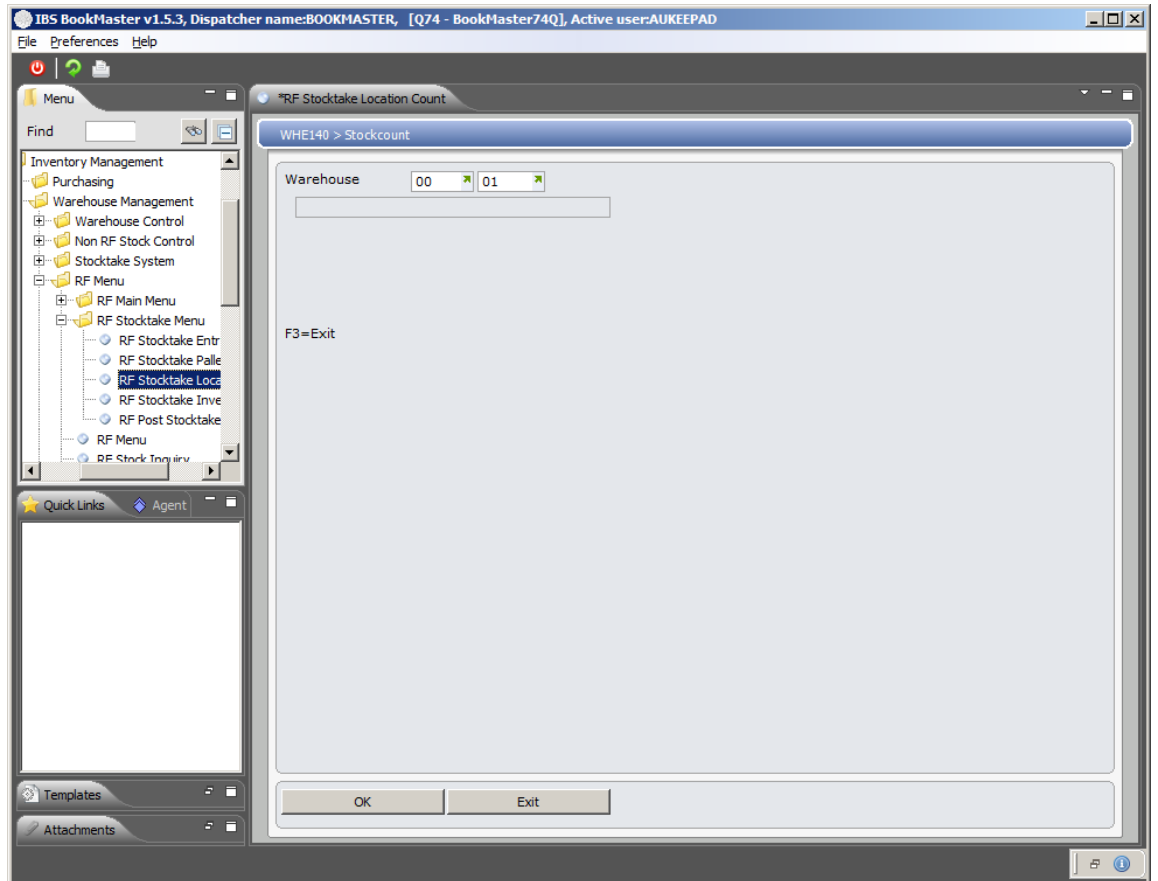 IBS BookMaster v1.5.3, Dispatcher name:BOOKMASTER, [Q74 - BookMaster74Q], Active user:AUKEEPAD
File Preferences Help
Menu
Find
Inventory Management
Purchasing
Warehouse Management
Warehouse Control
Non RF Stock Control
Stocktake System
RF Menu
RF Main Menu
RF Stocktake Menu
RF Stocktake Entr
RF Stocktake Palle
RF Stocktake Loca
RF Stocktake Inve
RF Post Stocktake
RF Menu
RF Stock Inquiry
Quick Links Agent
Templates
Attachments
*RF Stocktake Location Count
WHE140 > Stockcount
Warehouse 00 01
F3=Exit
OK Exit